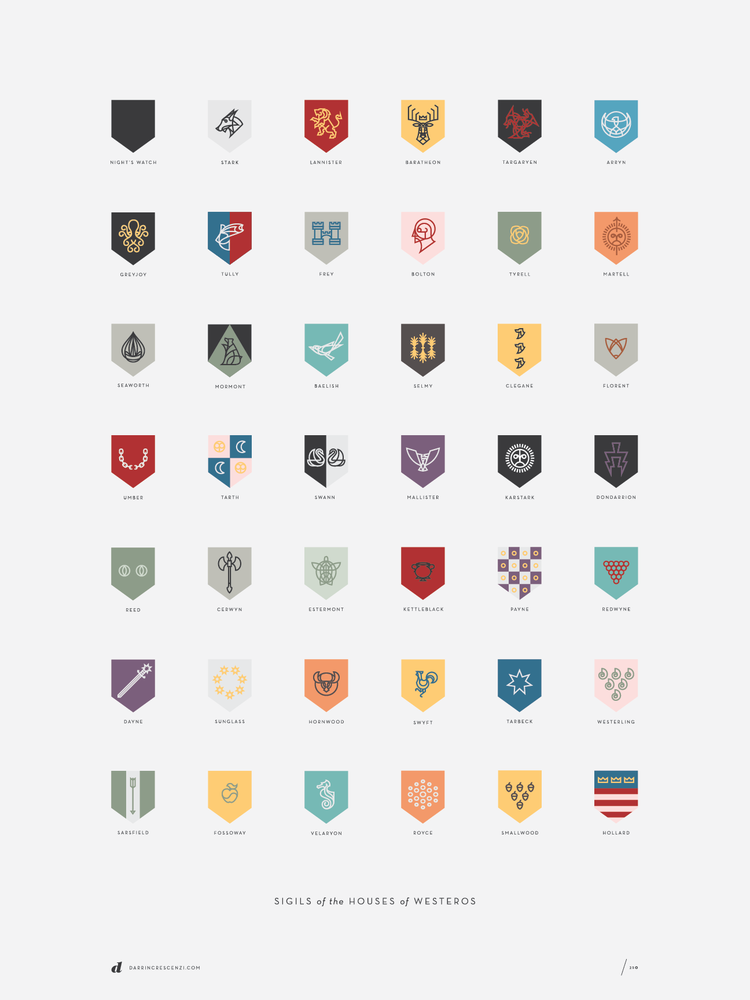 NIGHT'S WATCH STARK LANNISTER BARATHEON TARGARYEN ARRYN
GREYJOY TULLY FREY BOLTON TYRELL MARTELL
SEAWORTH MORMONT BAELISH SELMY CLEGANE FLORENT
UMBER TARTH SWANN MALLISTER KARSTARK DONDARRION
REED CERWYN ESTERMONT KETTLEBLACK PAYNE REDWYNE
DAYNE SUNGLASS HORNWOOD SWYFT TARBECK WESTERLING
SARSFIELD FOSSOWAY VELARYON ROYCE SMALLWOOD HOLLARD
SIGILS of the HOUSES of WESTEROS
d DARRINCRESCENZI.COM